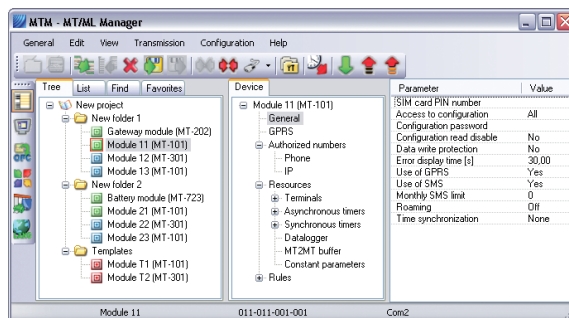 MTM - MT/ML Manager
General Edit View Transmission Configuration Help
Tree List Find Favorites
New project
New folder 1
Gateway module (MT-202)
Module 11 (MT-101)
Module 12 (MT-301)
Module 13 (MT-101)
New folder 2
Battery module (MT-723)
Module 21 (MT-101)
Module 22 (MT-301)
Module 23 (MT-101)
Templates
Module T1 (MT-101)
Module T2 (MT-301)
Device
Module 11 (MT-101)
General
GPRS
Authorized numbers
Phone
IP
Resources
Terminals
Asynchronous timers
Synchronous timers
Datalogger
MT2MT buffer
Constant parameters
Rules
Parameter Value
SIM card PIN number
Access to configuration All
Configuration password
Configuration read disable No
Data write protection No
Error display time [s] 30,00
Use of GPRS Yes
Use of SMS Yes
Monthly SMS limit 0
Roaming Off
Time synchronization None
OPC
Module 11 011-011-001-001 Com2